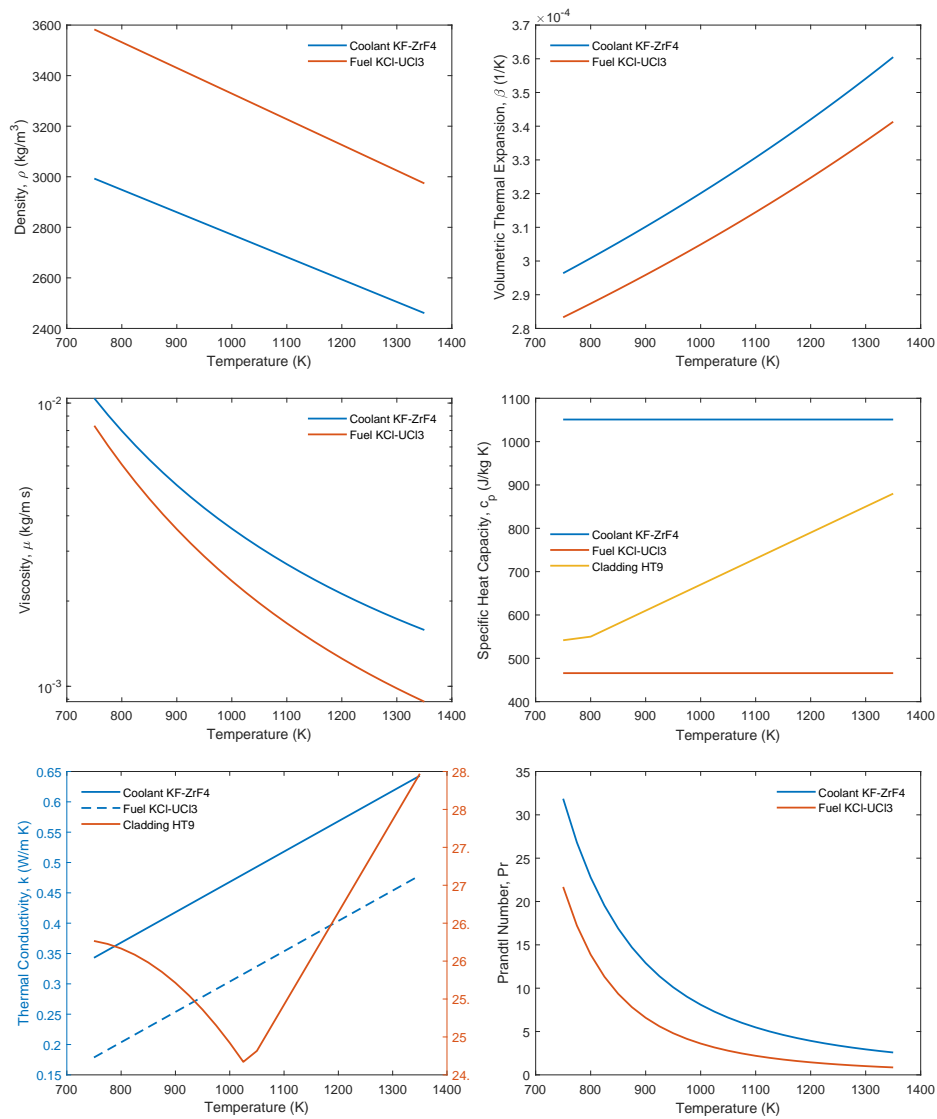 3600
3400
3200
3000
2800
2600
2400
Density, ρ (kg/m³)
Coolant KF-ZrF4
Fuel KCl-UCl3
700 800 900 1000 1100 1200 1300 1400
Temperature (K)
×10⁻⁴
3.7
3.6
3.5
3.4
3.3
3.2
3.1
3
2.9
2.8
Volumetric Thermal Expansion, β (1/K)
Coolant KF-ZrF4
Fuel KCl-UCl3
700 800 900 1000 1100 1200 1300 1400
Temperature (K)
10⁻²
10⁻³
Viscosity, μ (kg/m s)
Coolant KF-ZrF4
Fuel KCl-UCl3
700 800 900 1000 1100 1200 1300 1400
Temperature (K)
1100
1000
900
800
700
600
500
400
Specific Heat Capacity, cₚ (J/kg K)
Coolant KF-ZrF4
Fuel KCl-UCl3
Cladding HT9
700 800 900 1000 1100 1200 1300 1400
Temperature (K)
0.65
0.6
0.55
0.5
0.45
0.4
0.35
0.3
0.25
0.2
0.15
Thermal Conductivity, k (W/m K)
Coolant KF-ZrF4
Fuel KCl-UCl3
Cladding HT9
28.
28.
27.
27.
26.
26.
25.
25.
24.
700 800 900 1000 1100 1200 1300 1400
Temperature (K)
35
30
25
20
15
10
5
0
Prandtl Number, Pr
Coolant KF-ZrF4
Fuel KCl-UCl3
700 800 900 1000 1100 1200 1300 1400
Temperature (K)